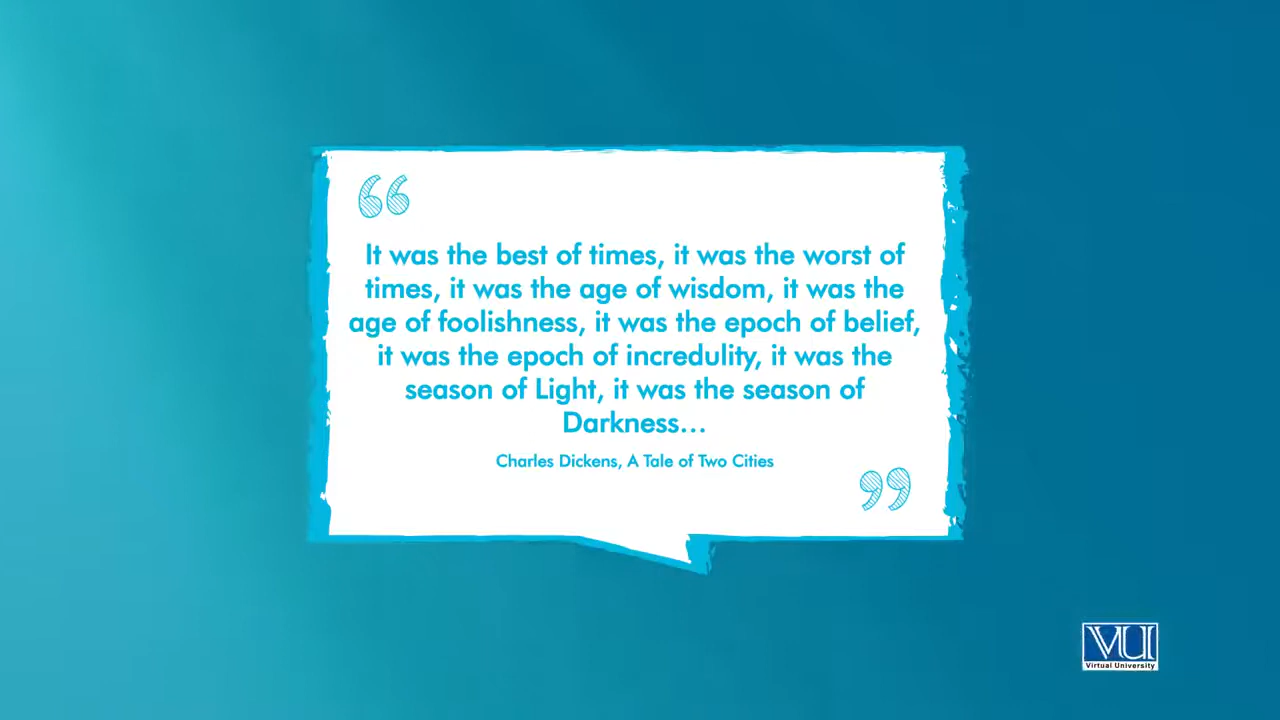 “
It was the best of times, it was the worst of
times, it was the age of wisdom, it was the
age of foolishness, it was the epoch of belief,
it was the epoch of incredulity, it was the
season of Light, it was the season of
Darkness...
Charles Dickens, A Tale of Two Cities
”
VU
Virtual University